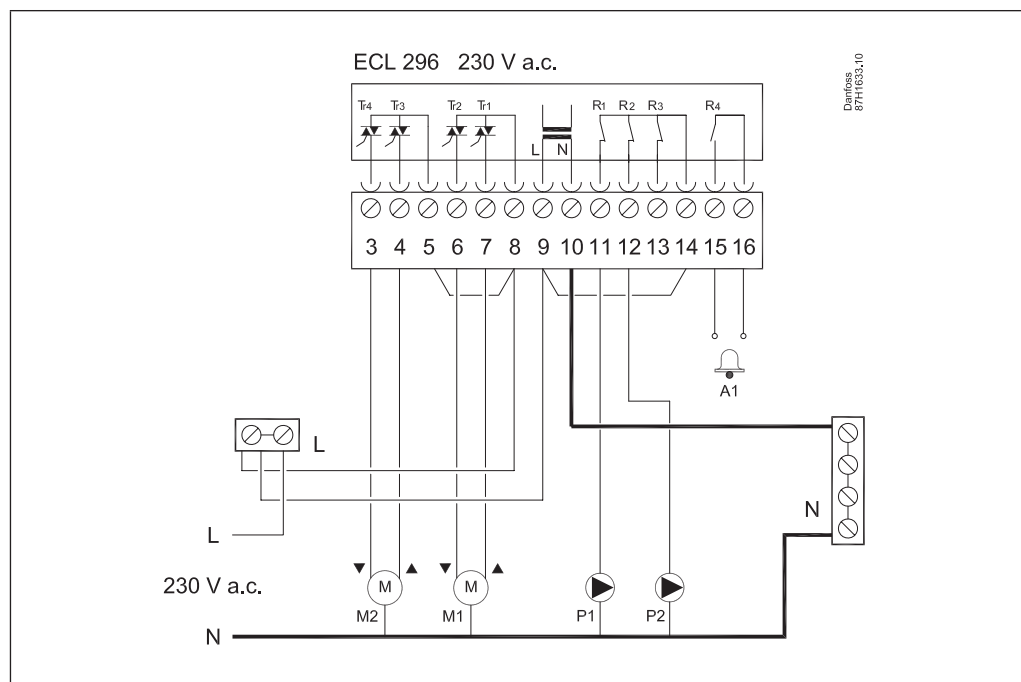 ECL 296 230 V a.c.
Danfoss
87H1633.10
Tr4 Tr3 Tr2 Tr1 R1 R2 R3 R4
L N
3 4 5 6 7 8 9 10 11 12 13 14 15 16
A1
L
N
L
230 V a.c.
M M
M2 M1 P1 P2
N